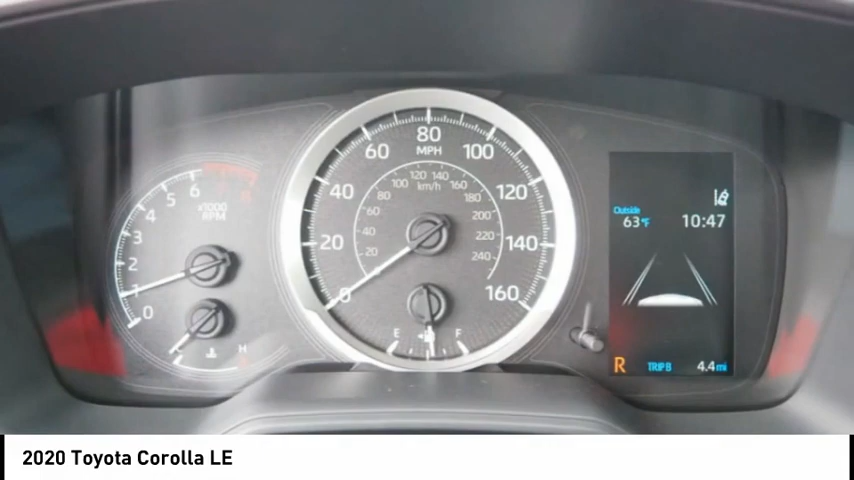 80
MPH
60 100
40 120
20 140
0 160
120 140
100 km/h 160
80 180
60 200
40 220
20 240
6
5
4 x1000
RPM
3
2
1
0
H
E F
Outside
63°F 10:47
R TRIP B 4.4 mi
2020 Toyota Corolla LE